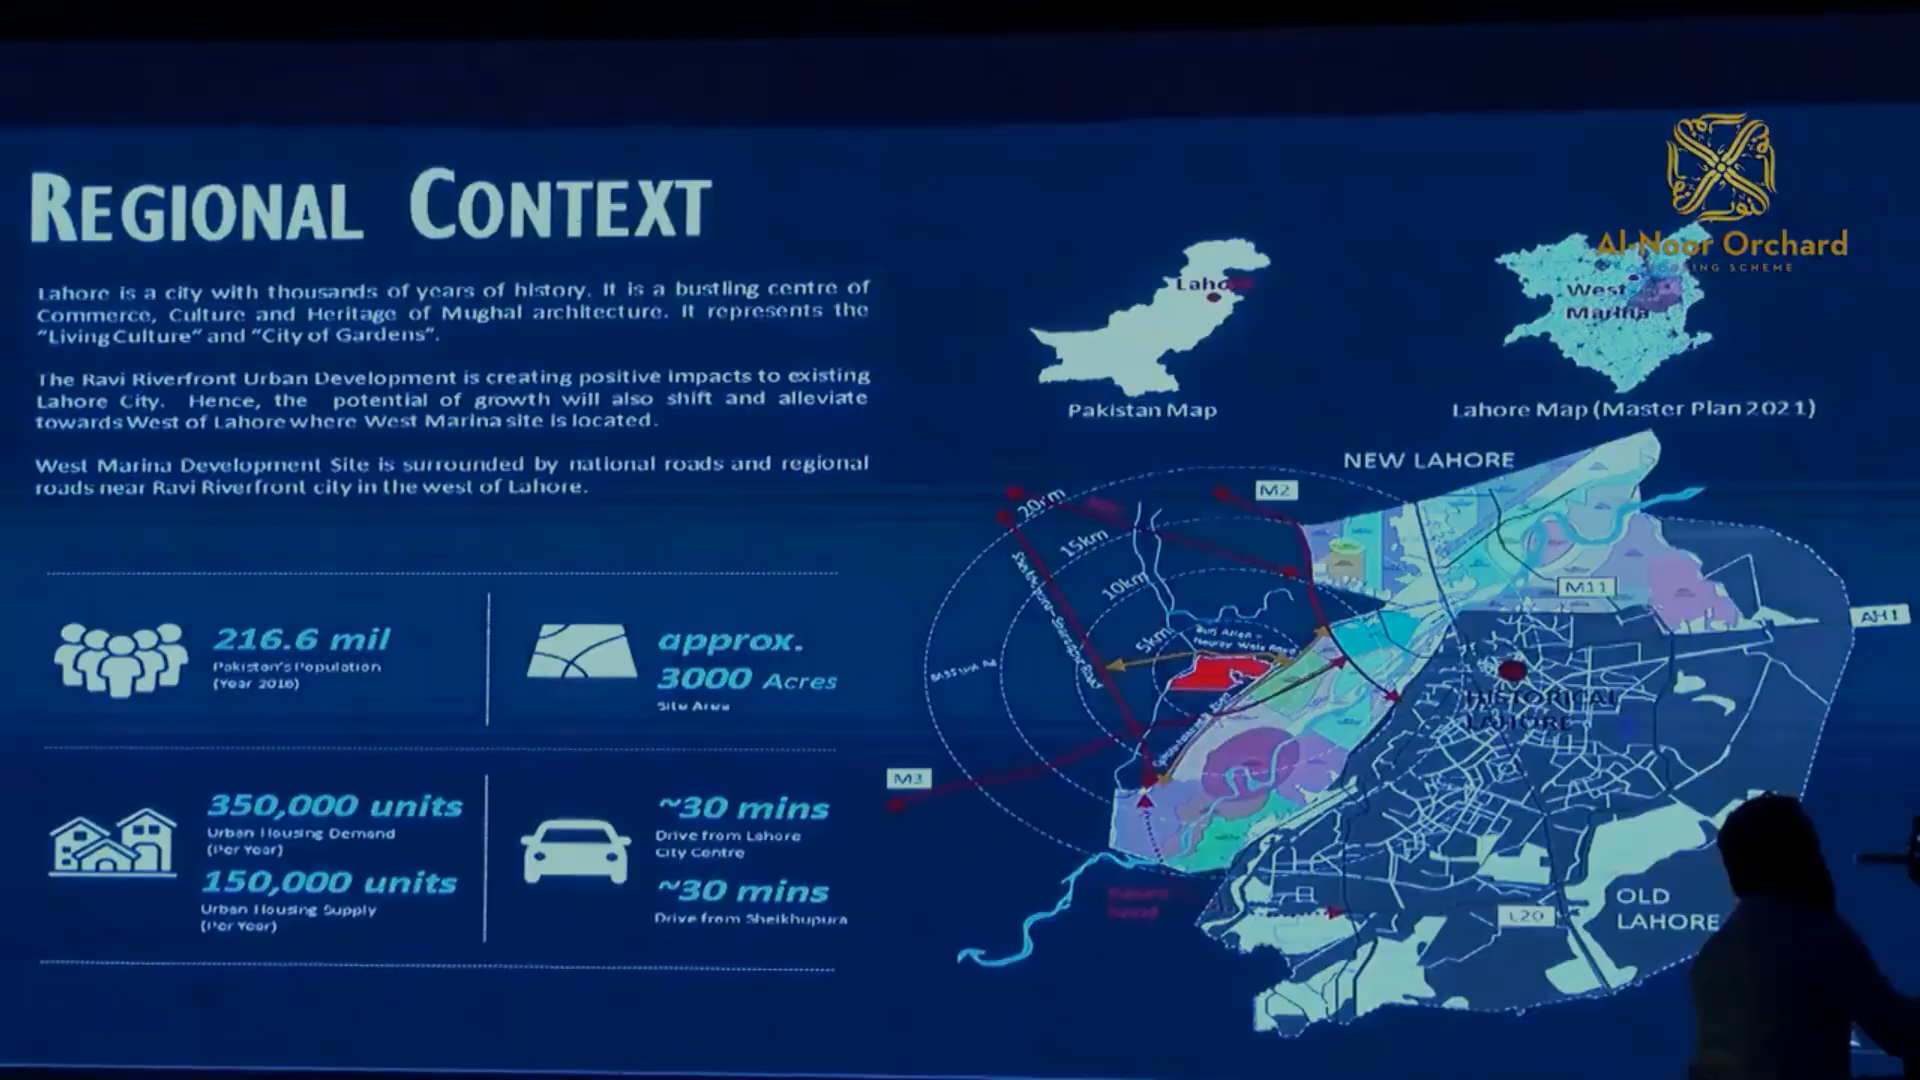 REGIONAL CONTEXT
Lahore is a city with thousands of years of history. It is a bustling centre of
Commerce, Culture and Heritage of Mughal architecture. It represents the
"Living Culture" and "City of Gardens".
The Ravi Riverfront Urban Development is creating positive impacts to existing
Lahore City. Hence, the potential of growth will also shift and alleviate
towards West of Lahore where West Marina site is located.
West Marina Development Site is surrounded by national roads and regional
roads near Ravi Riverfront city in the west of Lahore.
216.6 mil
Pakistan's Population
(Year 2016)
approx.
3000 Acres
Site Area
350,000 units
Urban Housing Demand
(Per Year)
150,000 units
Urban Housing Supply
(Per Year)
~30 mins
Drive from Lahore
City Centre
~30 mins
Drive from Sheikhupura
Al-Noor Orchard
HOUSING SCHEME
Lahore
Pakistan Map
West
Marina
Lahore Map (Master Plan 2021)
NEW LAHORE
M2
20km
15km
10km
5km
M11
AH1
HISTORICAL
LAHORE
M3
L20
OLD
LAHORE